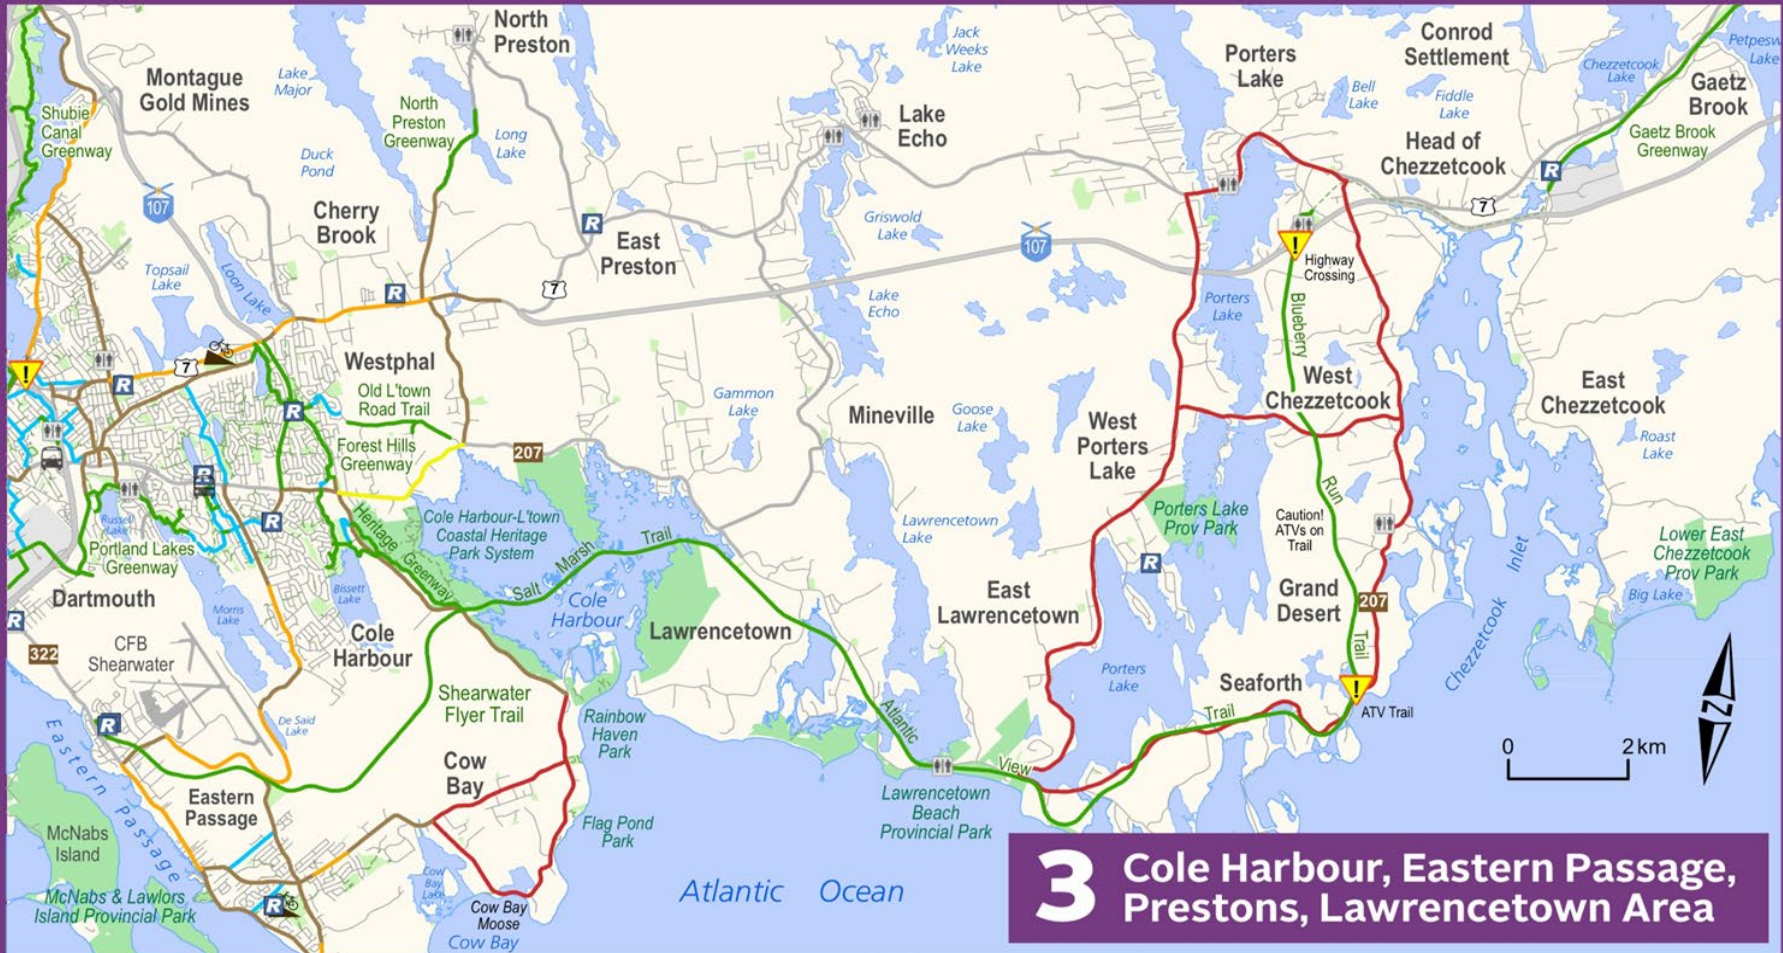 North
Preston
Montague
Gold Mines
Lake
Major
Shubie
Canal
Greenway
North
Preston
Greenway
Long
Lake
Duck
Pond
107
Cherry
Brook
Topsail
Lake
Loon Lake
R
R
East
Preston
7
Jack
Weeks
Lake
Lake
Echo
Griswold
Lake
107
Lake
Echo
Porters
Lake
Conrod
Settlement
Bell
Lake
Fiddle
Lake
Head of
Chezzetcook
Chezzetcook
Lake
Petpesw
Lake
Gaetz
Brook
Gaetz Brook
Greenway
R
7
!
Highway
Crossing
Porters
Lake
Blueberry
Run
Trail
West
Chezzetcook
East
Chezzetcook
Roast
Lake
!
7
R
Westphal
Old L'town
Road Trail
R
Forest Hills
Greenway
207
Gammon
Lake
Mineville
Goose
Lake
West
Porters
Lake
R
Russell
Lake
R
Portland Lakes
Greenway
Heritage Greenway
Cole Harbour-L'town
Coastal Heritage
Park System
Salt Marsh Trail
Lawrencetown
Lake
Porters Lake
Prov Park
R
Caution!
ATVs on
Trail
Inlet
Chezzetcook
Lower East
Chezzetcook
Prov Park
Big Lake
Dartmouth
R
322
CFB
Shearwater
Morris
Lake
Bissett
Lake
Cole
Harbour
Cole
Harbour
Lawrencetown
East
Lawrencetown
Grand
Desert
207
Porters
Lake
Seaforth
Trail
!
ATV Trail
N
0 2 km
R
De Said
Lake
Shearwater
Flyer Trail
Rainbow
Haven
Park
Atlantic
View
Cow
Bay
Eastern Passage
Eastern
Passage
McNabs
Island
McNabs & Lawlors
Island Provincial Park
R
Cow
Bay
Lake
Cow Bay
Moose
Cow Bay
Flag Pond
Park
Lawrencetown
Beach
Provincial Park
Atlantic Ocean
3 Cole Harbour, Eastern Passage,
Prestons, Lawrencetown Area